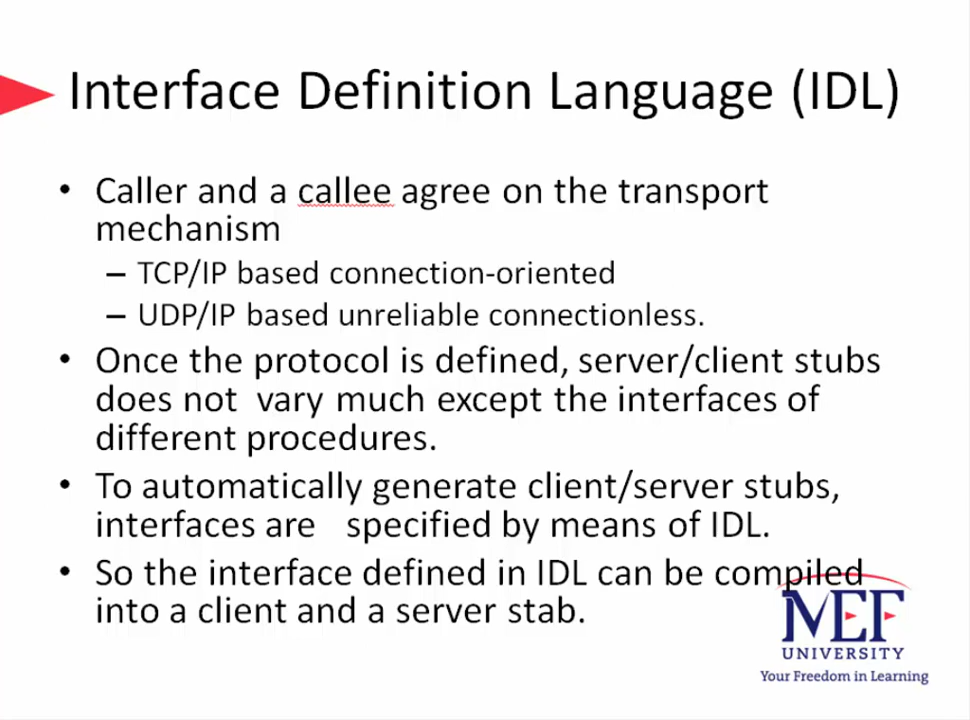 Interface Definition Language (IDL)
• Caller and a callee agree on the transport
mechanism
– TCP/IP based connection-oriented
– UDP/IP based unreliable connectionless.
• Once the protocol is defined, server/client stubs
does not vary much except the interfaces of
different procedures.
• To automatically generate client/server stubs,
interfaces are specified by means of IDL.
• So the interface defined in IDL can be compiled
into a client and a server stab.
MEF
UNIVERSITY
Your Freedom in Learning